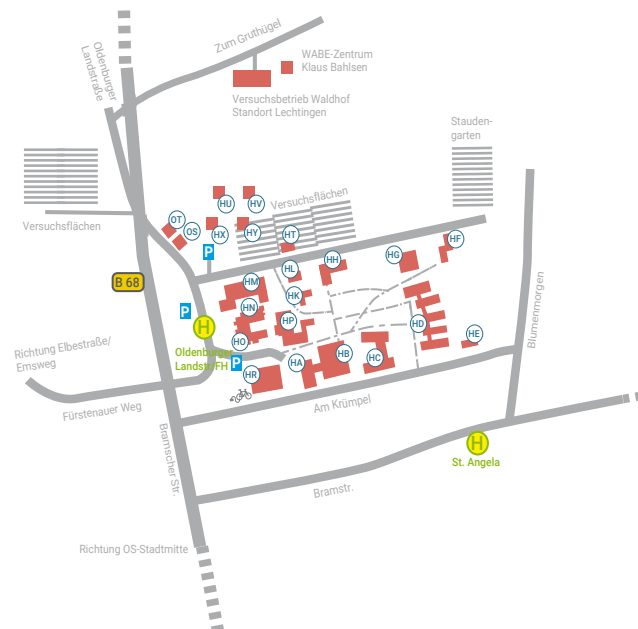 Zum Gruthügel
Oldenburger
Landstraße
WABE-Zentrum
Klaus Bahlsen
Versuchsbetrieb Waldhof
Standort Lechtingen
Stauden-
garten
Versuchsflächen
Versuchsflächen
HU
HV
OT
OS
HX
HY
HT
P
HF
HG
HH
HL
HM
HK
HN
P
HP
HD
HE
H
HO
Oldenburger
Landstr/FH
P
HA
HB
HC
HR
B 68
Richtung Elbestraße/
Emsweg
Fürstenauer Weg
Blumenmorgen
Am Krümpel
Bramscher Str.
H
St. Angela
Bramstr.
Richtung OS-Stadtmitte